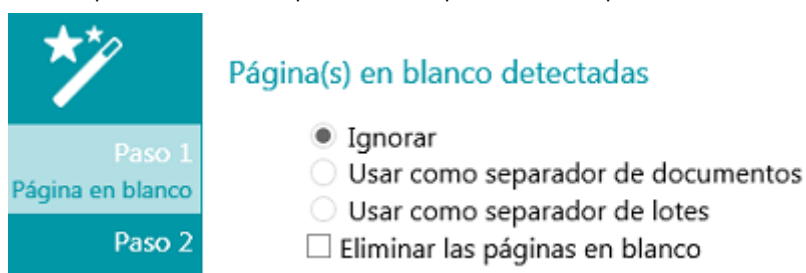 Página(s) en blanco detectadas
Ignorar
Paso 1
Usar como separador de documentos
Página en blanco
Usar como separador de lotes
Paso 2
Eliminar las páginas en blanco